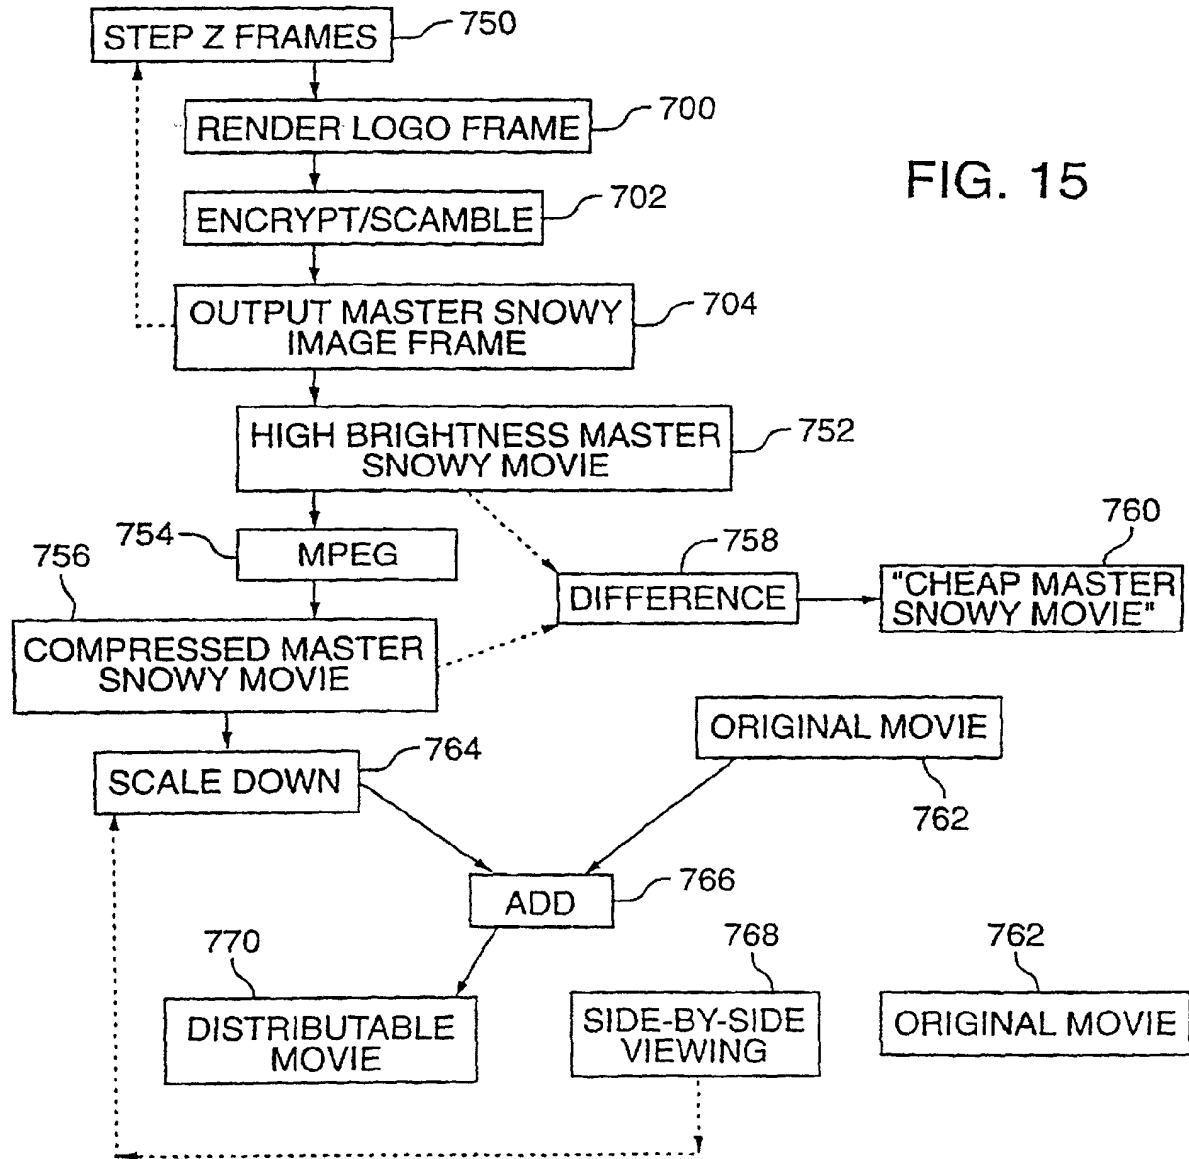 STEP Z FRAMES
750
RENDER LOGO FRAME
700
FIG. 15
ENCRYPT/SCAMBLE
702
OUTPUT MASTER SNOWY
IMAGE FRAME
704
HIGH BRIGHTNESS MASTER
SNOWY MOVIE
752
754
MPEG
756
758
DIFFERENCE
760
"CHEAP MASTER
SNOWY MOVIE"
COMPRESSED MASTER
SNOWY MOVIE
ORIGINAL MOVIE
762
764
SCALE DOWN
ADD
766
770
DISTRIBUTABLE
MOVIE
768
SIDE-BY-SIDE
VIEWING
762
ORIGINAL MOVIE